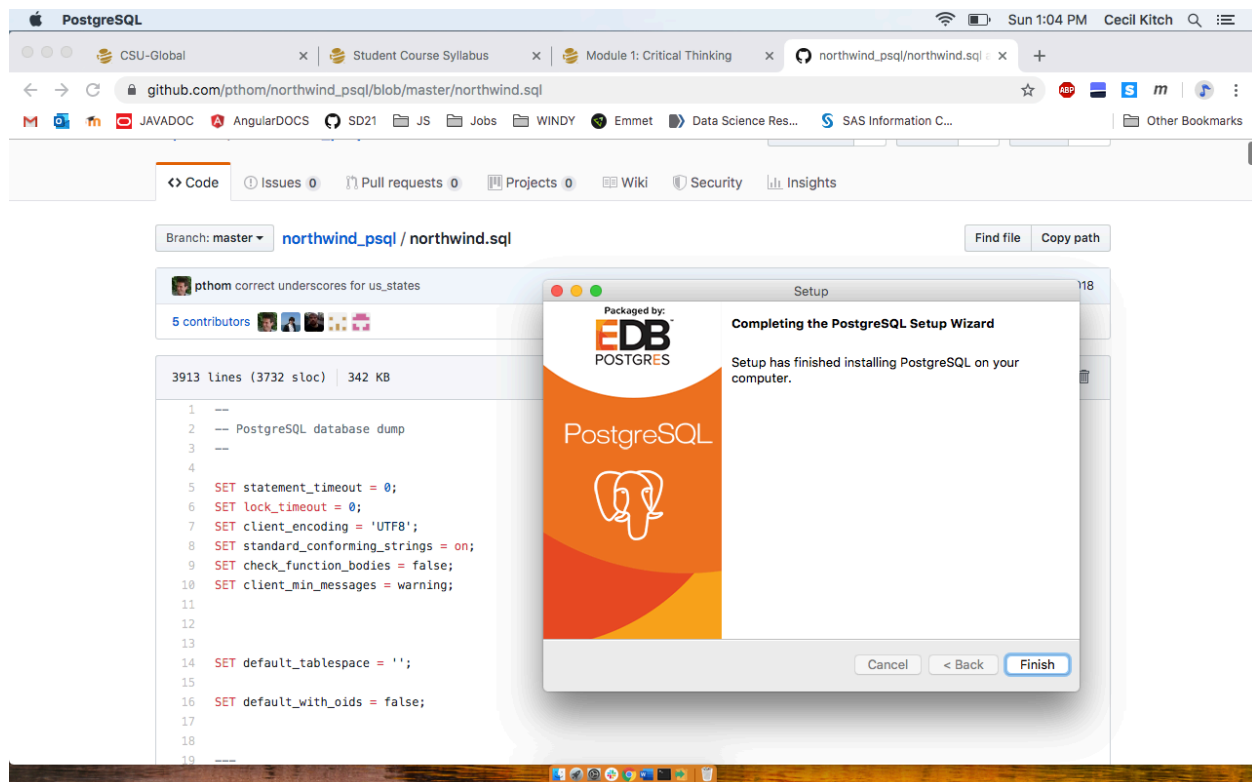 PostgreSQL
Sun 1:04 PM Cecil Kitch
CSU-Global
Student Course Syllabus
Module 1: Critical Thinking
northwind_psql/northwind.sql
github.com/pthom/northwind_psql/blob/master/northwind.sql
ABP
S
m
JAVADOC
AngularDOCS
SD21
JS
Jobs
WINDY
Emmet
Data Science Res...
SAS Information C...
Other Bookmarks
<> Code
Issues 0
Pull requests 0
Projects 0
Wiki
Security
Insights
Branch: master
northwind_psql / northwind.sql
Find file
Copy path
pthom correct underscores for us_states
5 contributors
3913 lines (3732 sloc) 342 KB
1 --
2 -- PostgreSQL database dump
3 --
4
5 SET statement_timeout = 0;
6 SET lock_timeout = 0;
7 SET client_encoding = 'UTF8';
8 SET standard_conforming_strings = on;
9 SET check_function_bodies = false;
10 SET client_min_messages = warning;
11
12
13
14 SET default_tablespace = '';
15
16 SET default_with_oids = false;
17
18
19 ---
Setup
Packaged by:
EDB
POSTGRES
PostgreSQL
Completing the PostgreSQL Setup Wizard
Setup has finished installing PostgreSQL on your
computer.
Cancel
< Back
Finish